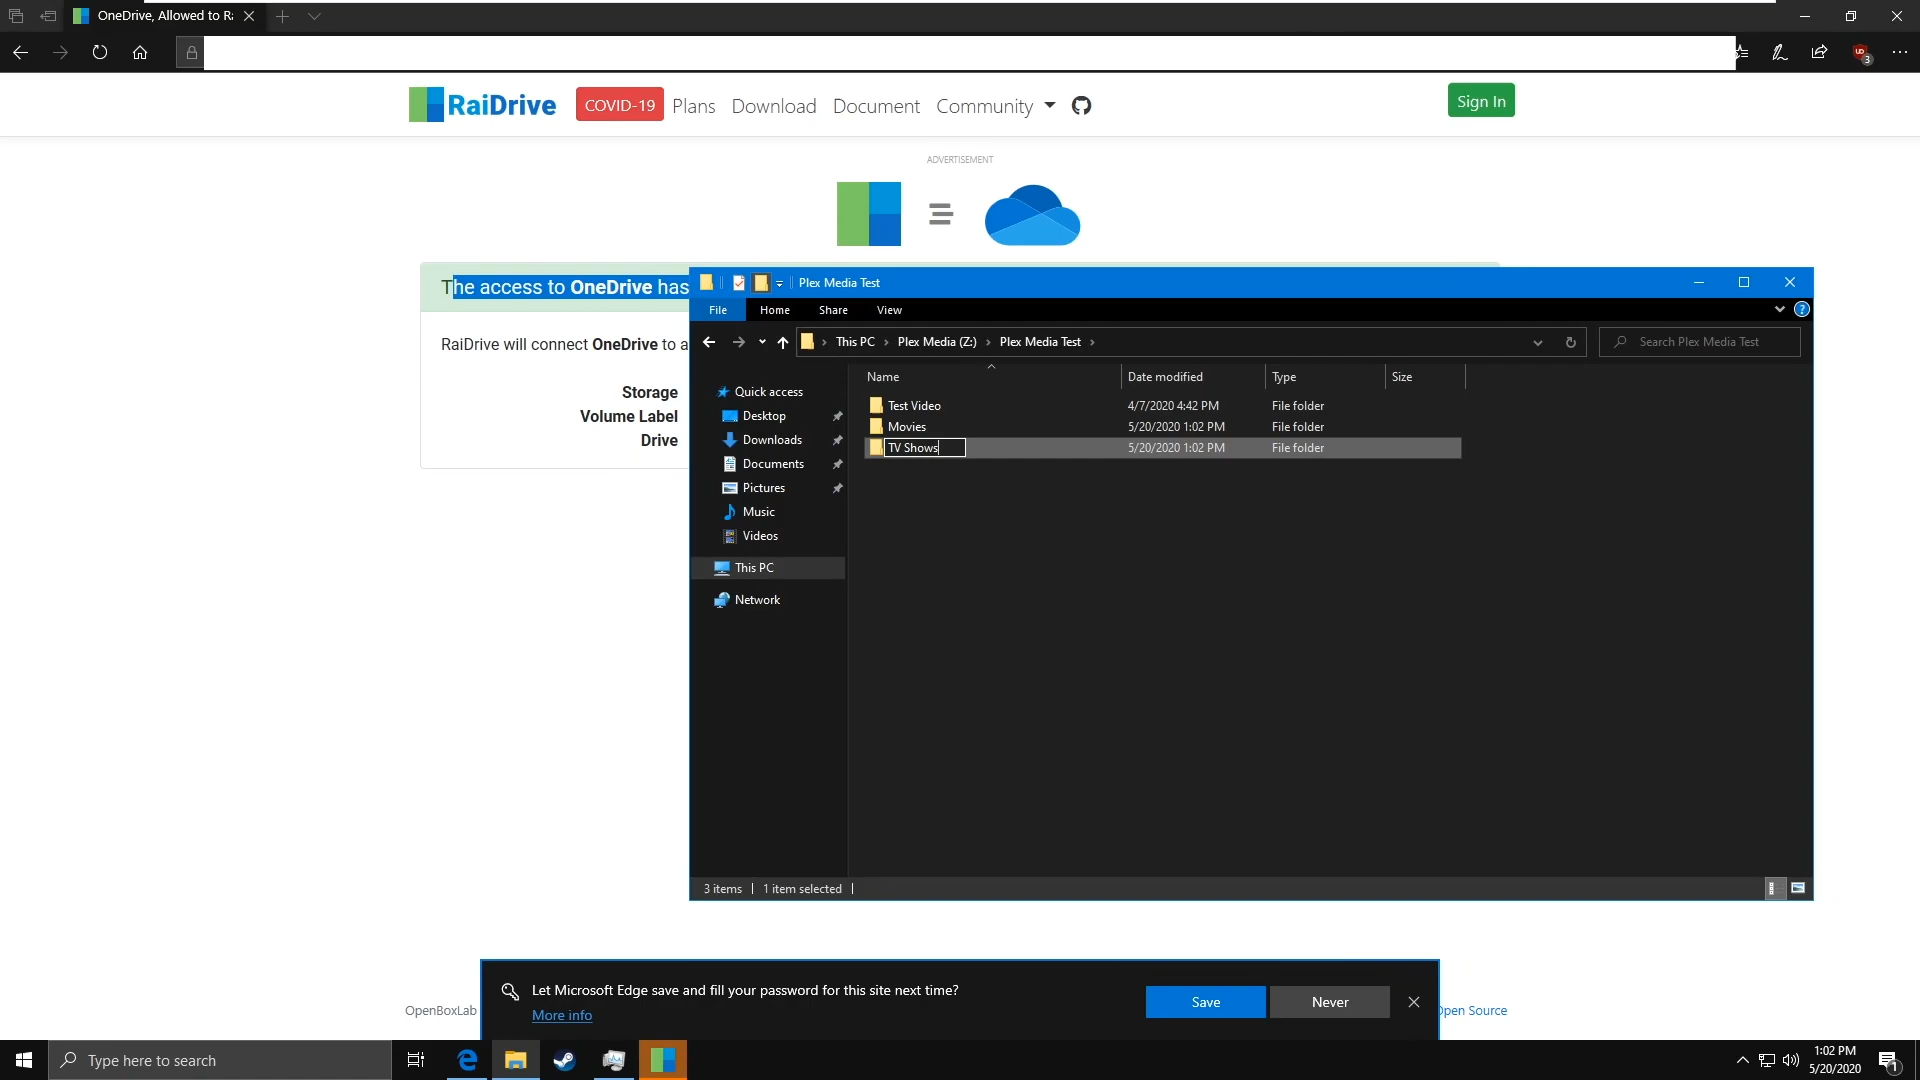 OneDrive, Allowed to R
RaiDrive
COVID-19
Plans
Download
Document
Community
Sign In
ADVERTISEMENT
The access to OneDrive has
RaiDrive will connect OneDrive to a
Storage
Volume Label
Drive
Plex Media Test
File
Home
Share
View
This PC
Plex Media (Z:)
Plex Media Test
Search Plex Media Test
Quick access
Desktop
Downloads
Documents
Pictures
Music
Videos
This PC
Network
Name
Date modified
Type
Size
Test Video 4/7/2020 4:42 PM File folder
Movies 5/20/2020 1:02 PM File folder
TV Shows 5/20/2020 1:02 PM File folder
3 items
1 item selected
Let Microsoft Edge save and fill your password for this site next time?
More info
Save
Never
OpenBoxLab
Open Source
Type here to search
1:02 PM
5/20/2020
3
1